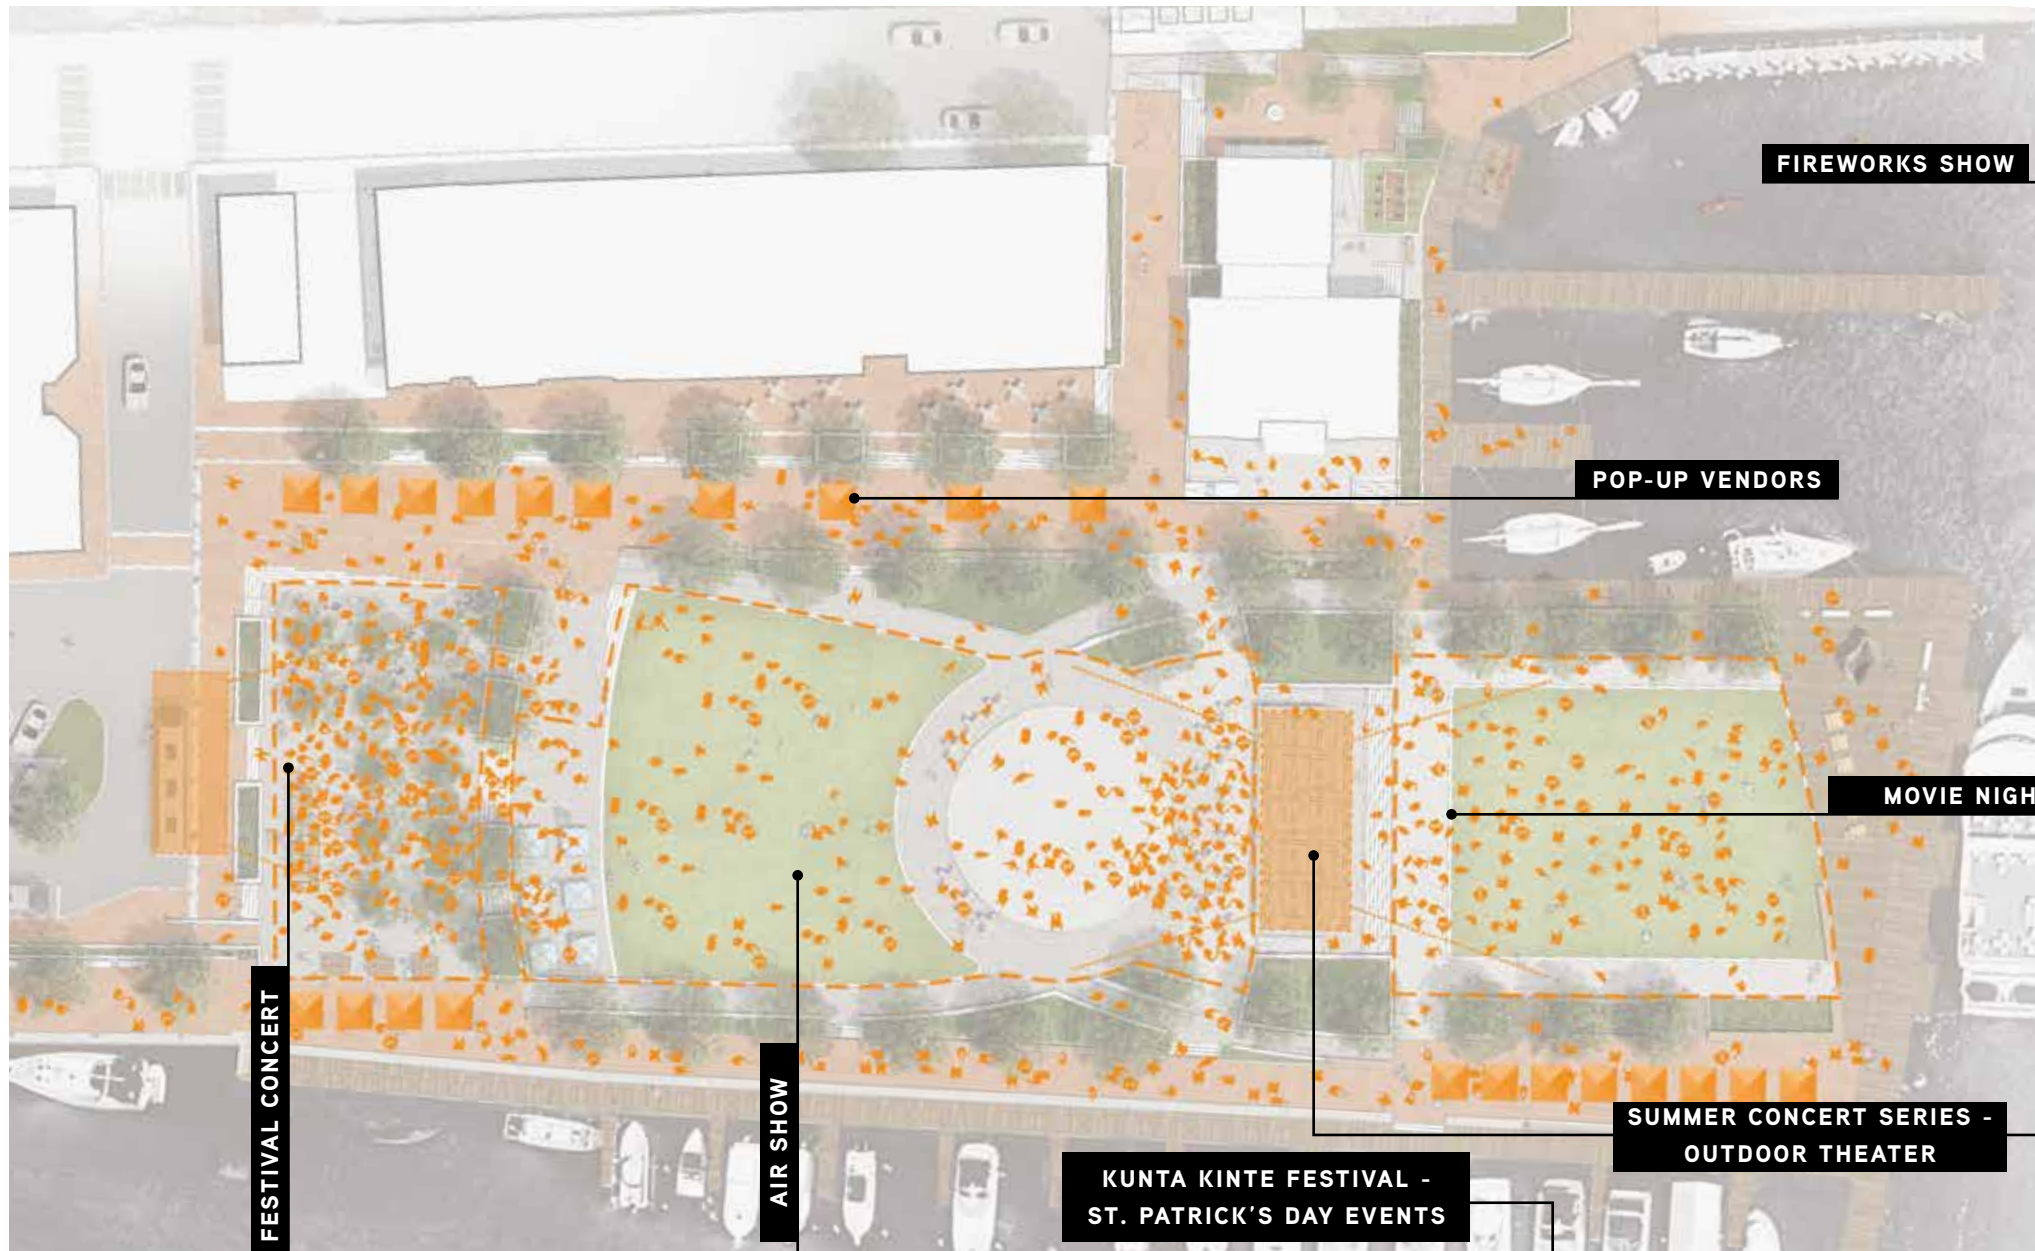 FIREWORKS SHOW
POP-UP VENDORS
MOVIE NIGH
FESTIVAL CONCERT
AIR SHOW
SUMMER CONCERT SERIES -
OUTDOOR THEATER
KUNTA KINTE FESTIVAL -
ST. PATRICK'S DAY EVENTS